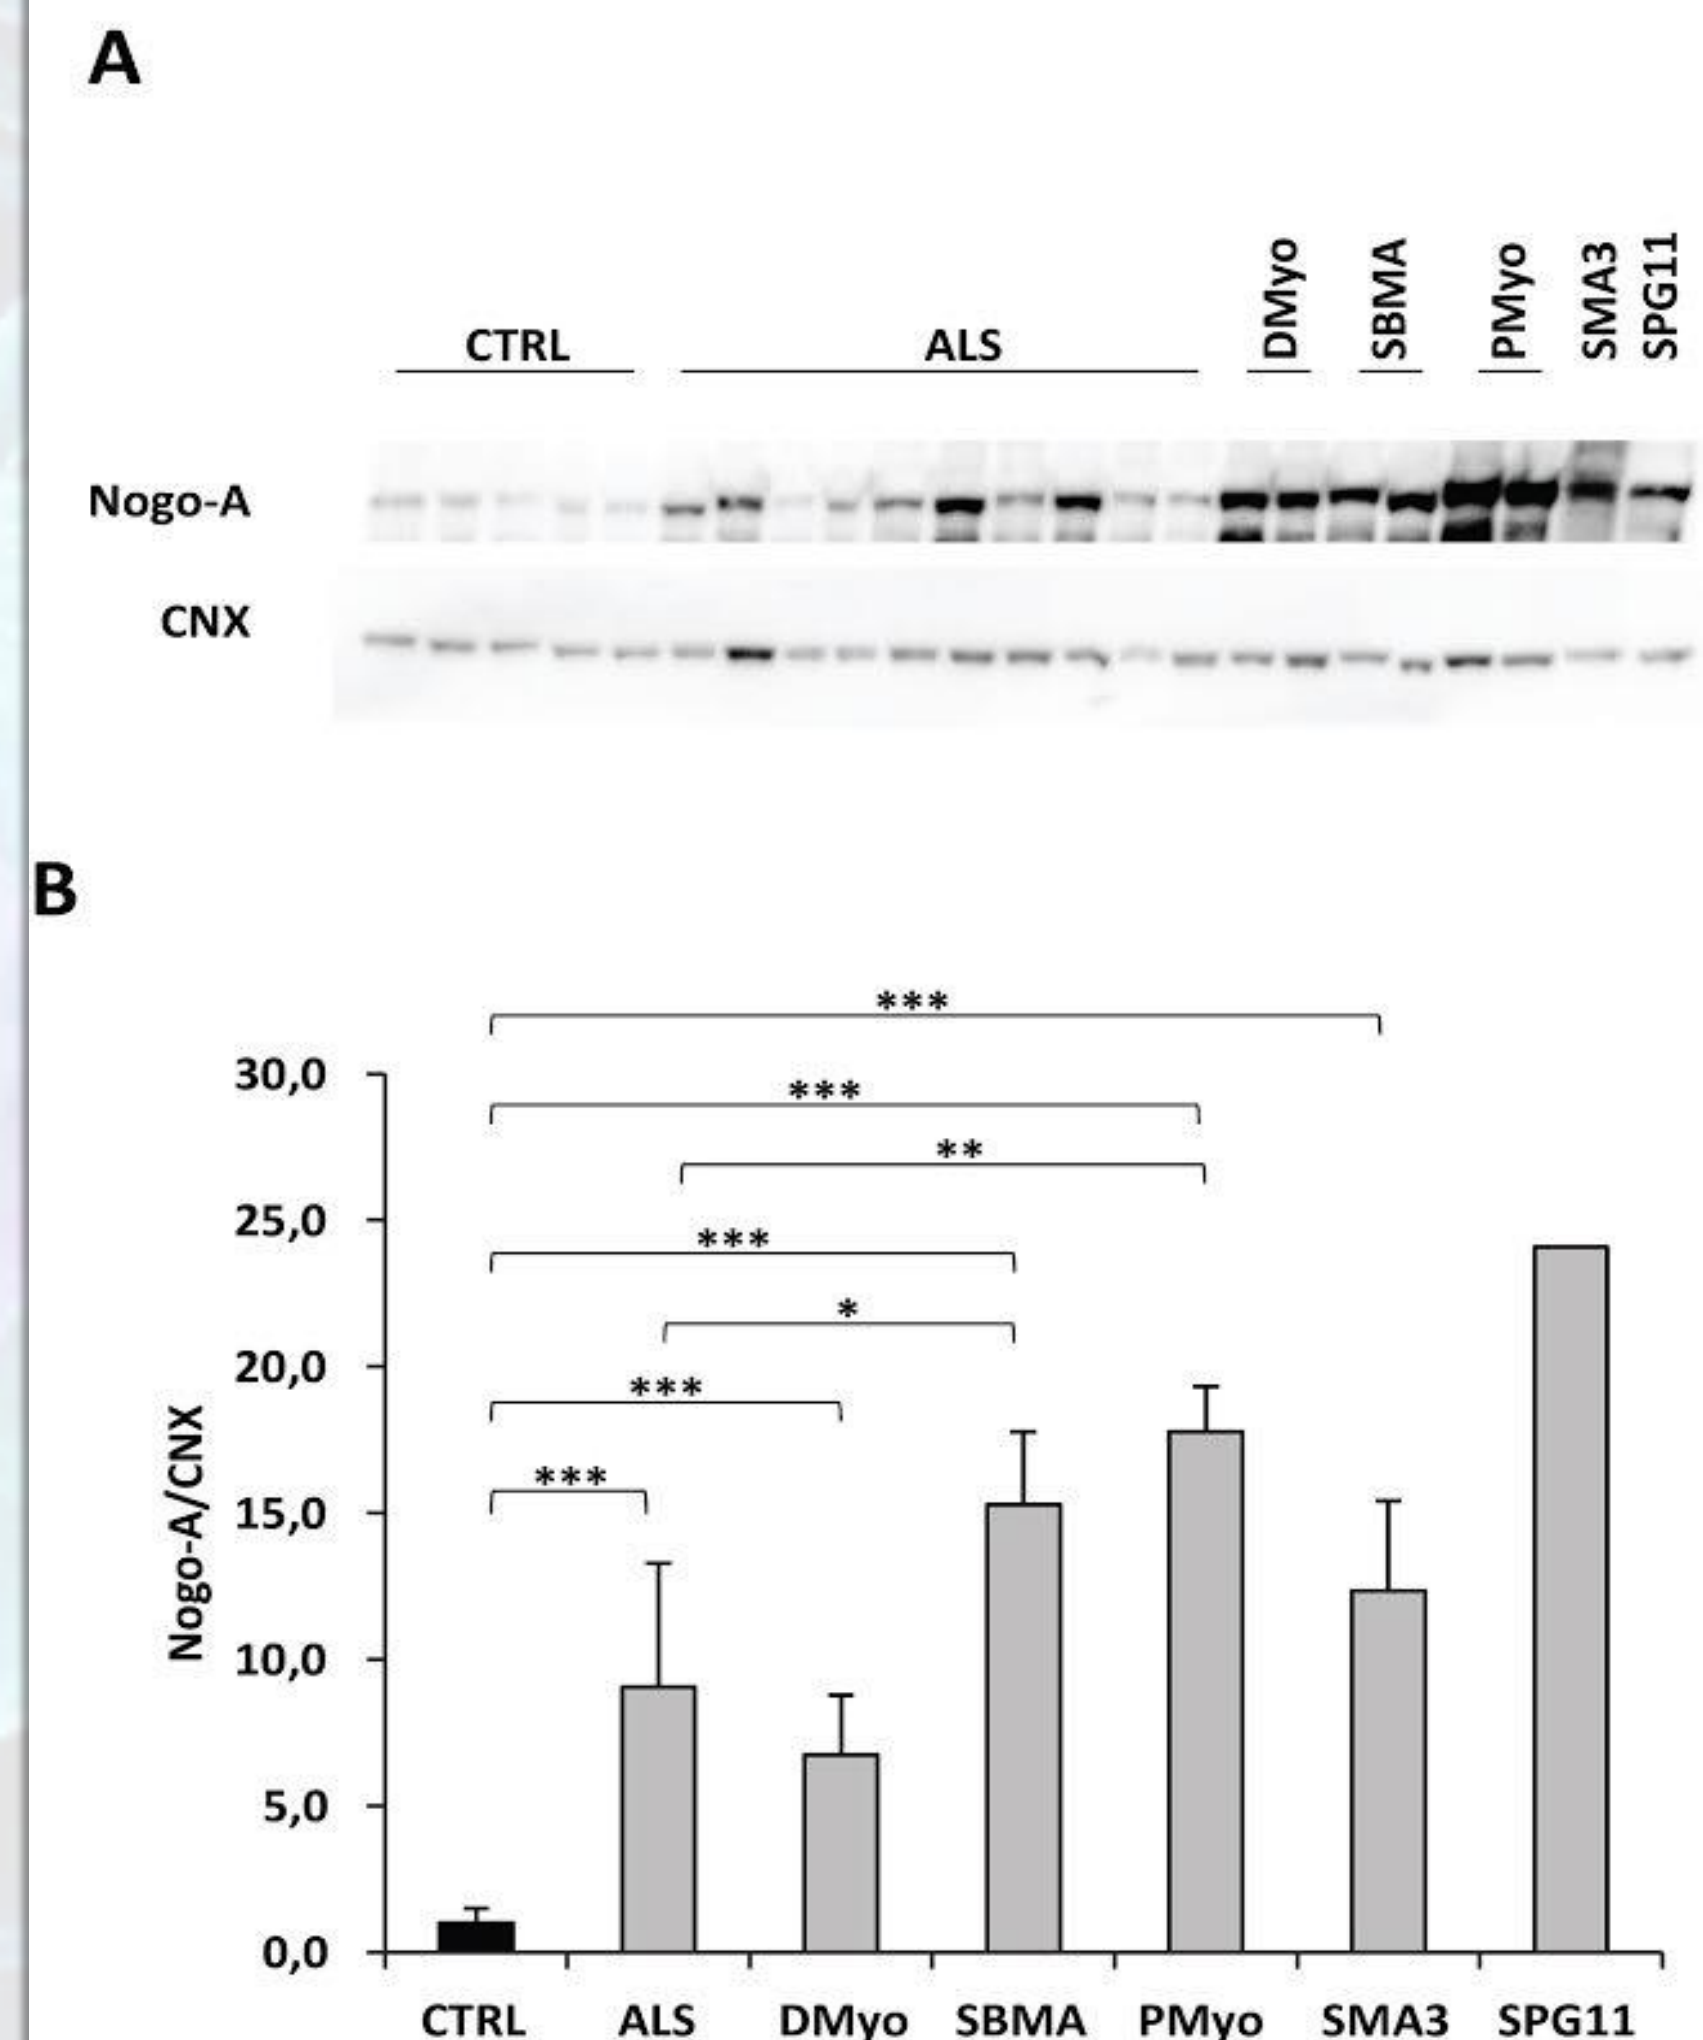 A
CTRL ALS DMyo SBMA PMyo SMA3 SPG11
Nogo-A
CNX
B
***
30,0
***
**
25,0
***
*
20,0
***
***
15,0
Nogo-A/CNX
10,0
5,0
0,0
CTRL ALS DMyo SBMA PMyo SMA3 SPG11